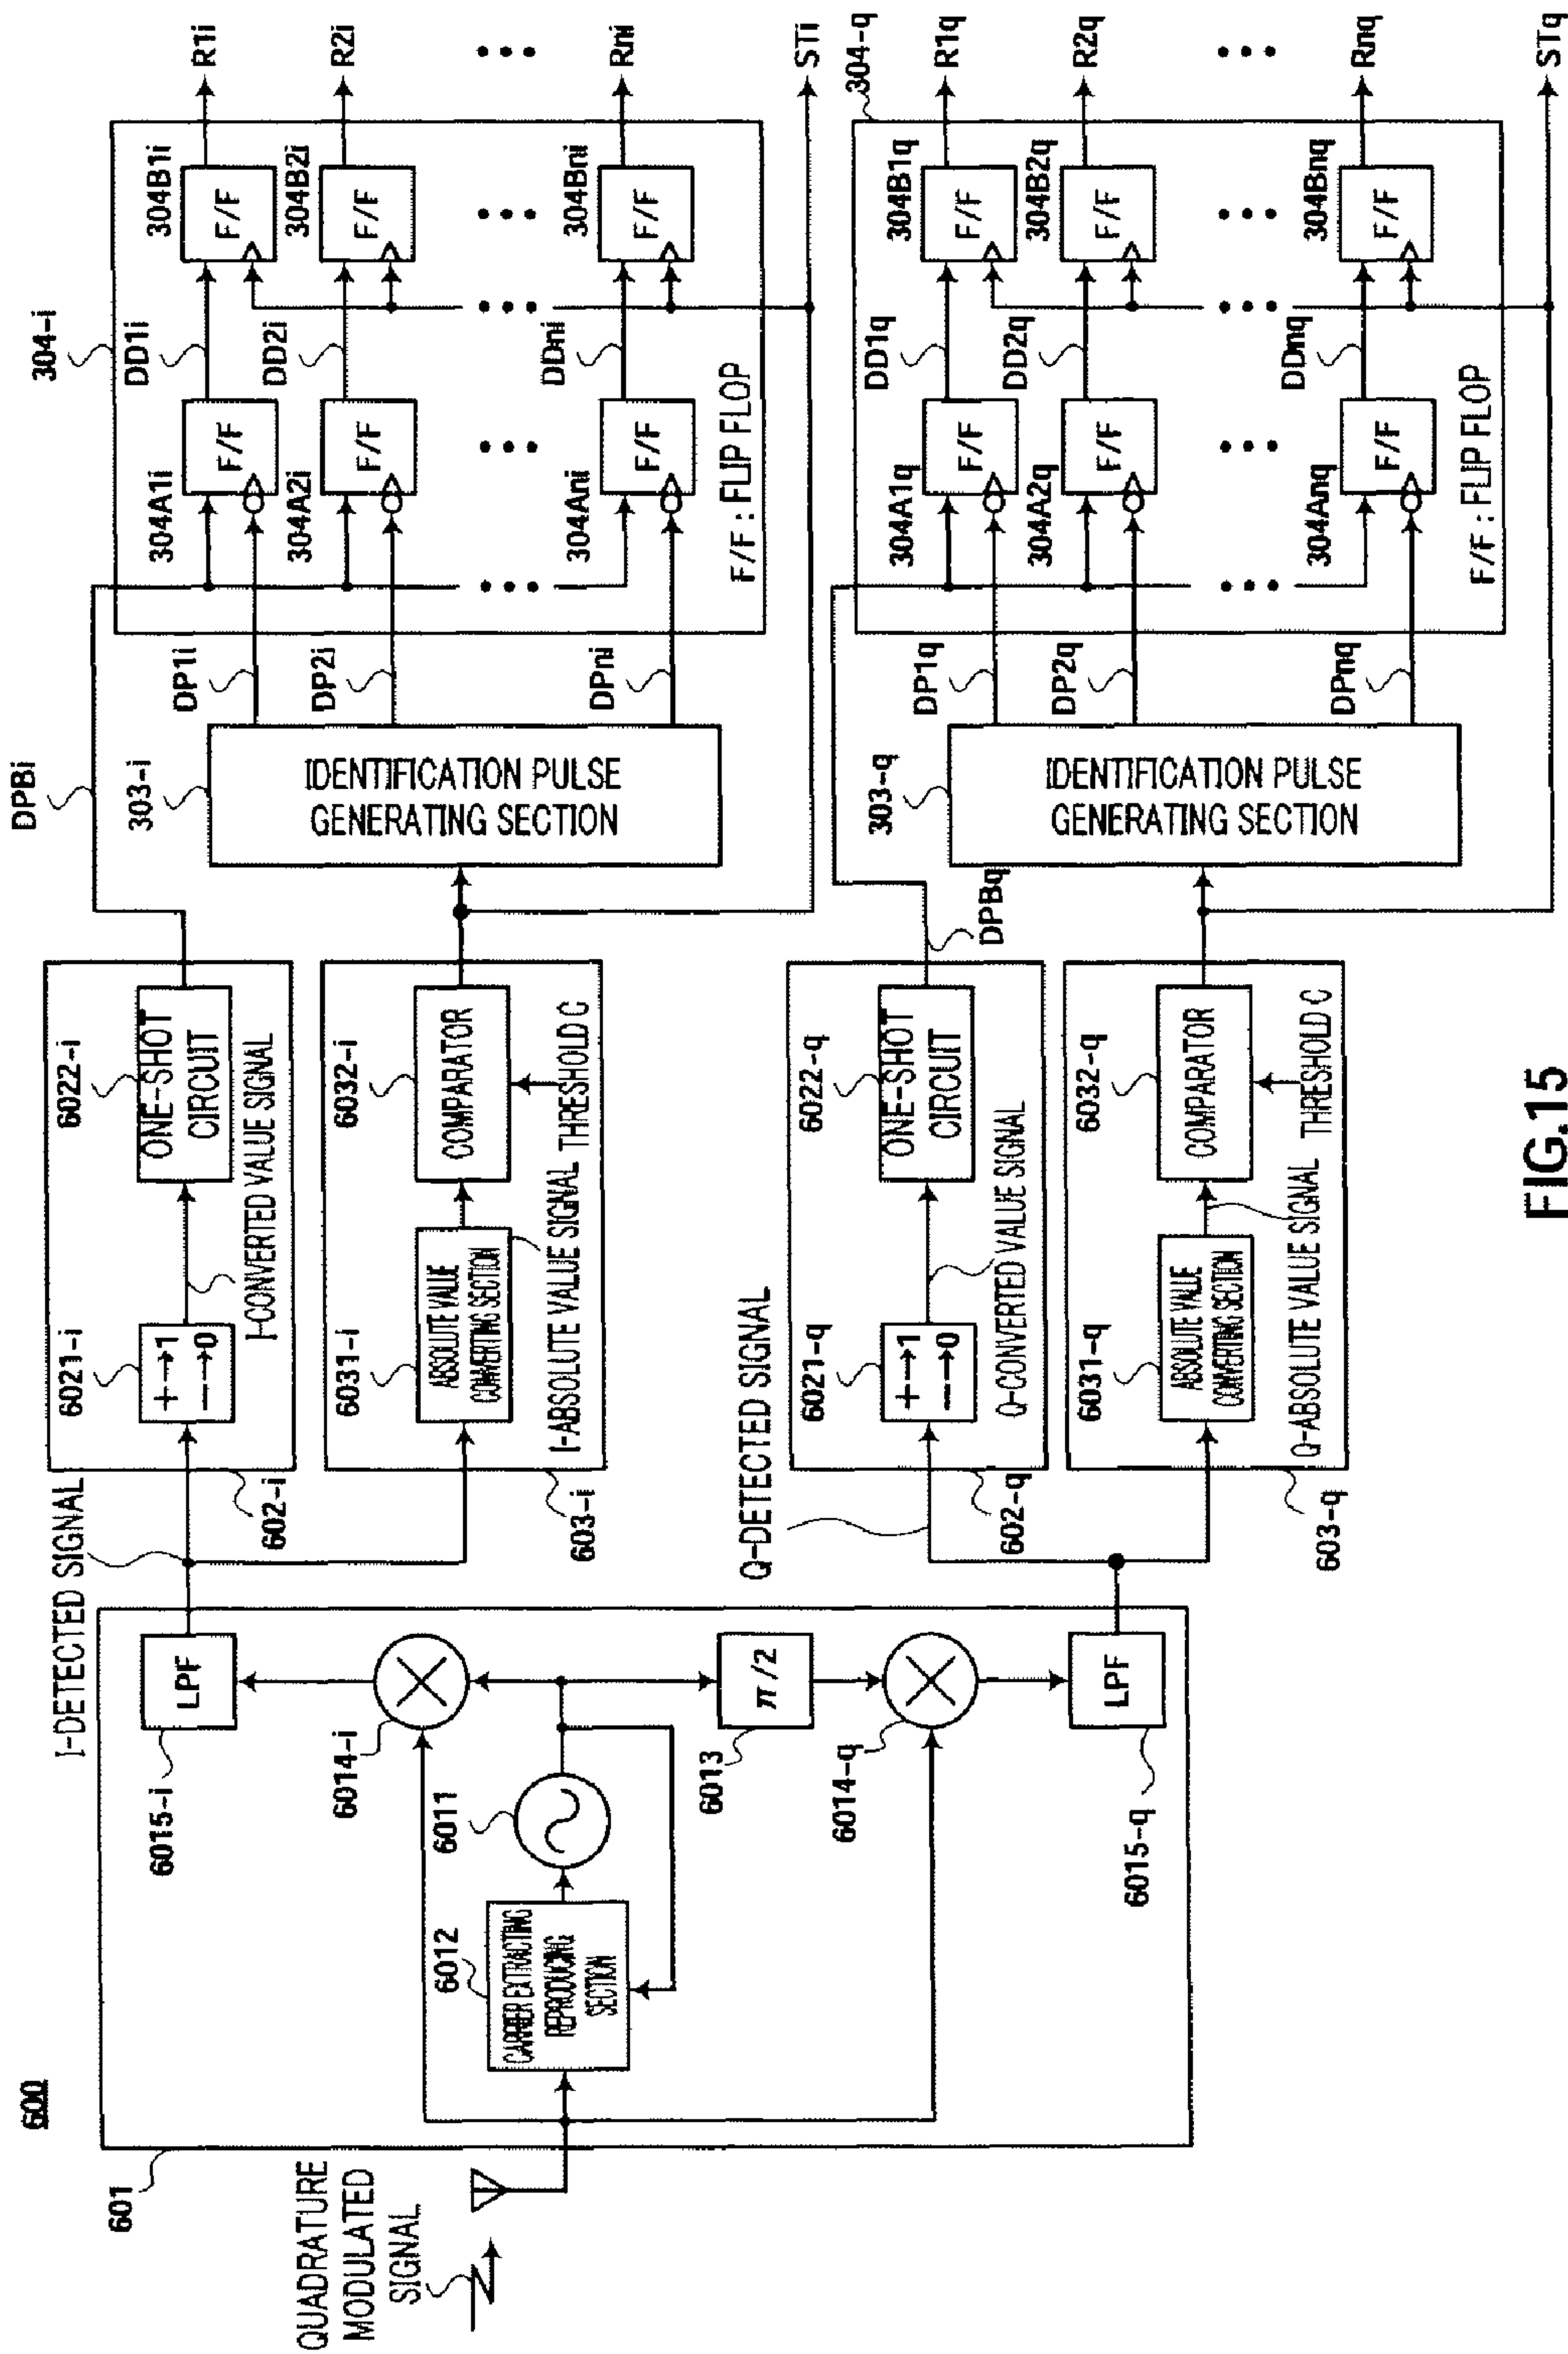 600
601
QUADRATURE
MODULATED
SIGNAL
6012
CARRIER EXTRACTING
REPRODUCING
SECTION
6011
6015-i
LPF
6014-i
6013
π/2
6014-q
6015-q
LPF
I-DETECTED SIGNAL
602-i
6021-i
+→1
−→0
I-CONVERTED VALUE SIGNAL
6022-i
ONE-SHOT
CIRCUIT
603-i
6031-i
ABSOLUTE VALUE
CONVERTING SECTION
I-ABSOLUTE VALUE SIGNAL
6032-i
COMPARATOR
THRESHOLD C
Q-DETECTED SIGNAL
602-q
6021-q
+→1
−→0
Q-CONVERTED VALUE SIGNAL
6022-q
ONE-SHOT
CIRCUIT
603-q
6031-q
ABSOLUTE VALUE
CONVERTING SECTION
Q-ABSOLUTE VALUE SIGNAL
6032-q
COMPARATOR
THRESHOLD C
DPBi
303-i
IDENTIFICATION PULSE
GENERATING SECTION
DP1i
DP2i
DPni
304-i
304A1i
F/F
DD1i
304B1i
F/F
R1i
304A2i
F/F
DD2i
304B2i
F/F
R2i
304Ani
F/F
DDni
304Bni
F/F
Rni
F/F : FLIP FLOP
STi
DPBq
303-q
IDENTIFICATION PULSE
GENERATING SECTION
DP1q
DP2q
DPnq
304-q
304A1q
F/F
DD1q
304B1q
F/F
R1q
304A2q
F/F
DD2q
304B2q
F/F
R2q
304Anq
F/F
DDnq
304Bnq
F/F
Rnq
F/F : FLIP FLOP
STq
FIG.15